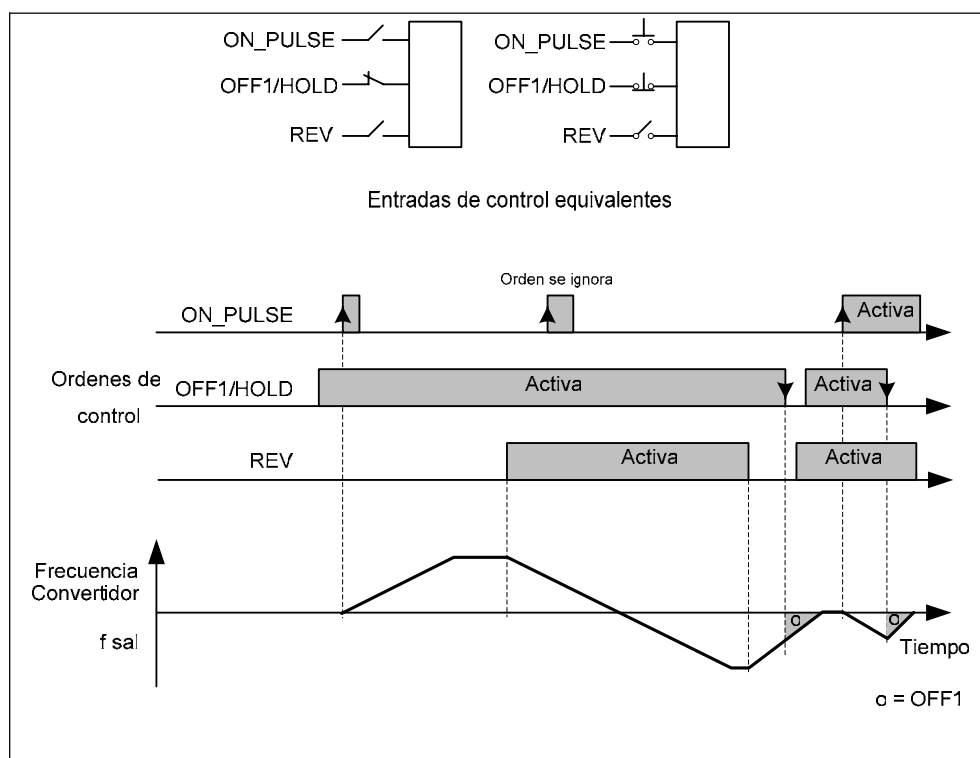 ON_PULSE
OFF1/HOLD
REV
ON_PULSE
OFF1/HOLD
REV
Entradas de control equivalentes
Orden se ignora
ON_PULSE
Activa
Ordenes de
control
OFF1/HOLD
Activa
Activa
REV
Activa
Activa
Frecuencia
Convertidor
f sal
o
o
Tiempo
o = OFF1